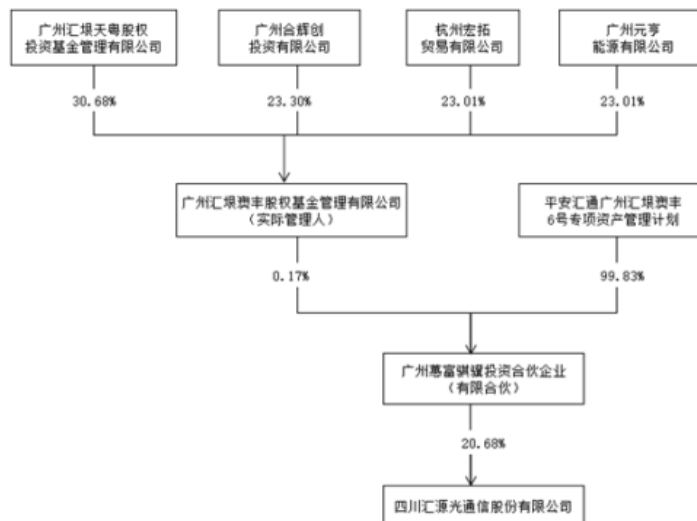 广州汇垠天粤股权
投资基金管理有限公司
广州合辉创
投资有限公司
杭州宏拓
贸易有限公司
广州元亨
能源有限公司
30.68%
23.30%
23.01%
23.01%
广州汇垠澳丰股权基金管理有限公司
（实际管理人）
平安汇通广州汇垠澳丰
6号专项资产管理计划
0.17%
99.83%
广州蕙富骐骥投资合伙企业
（有限合伙）
20.68%
四川汇源光通信股份有限公司